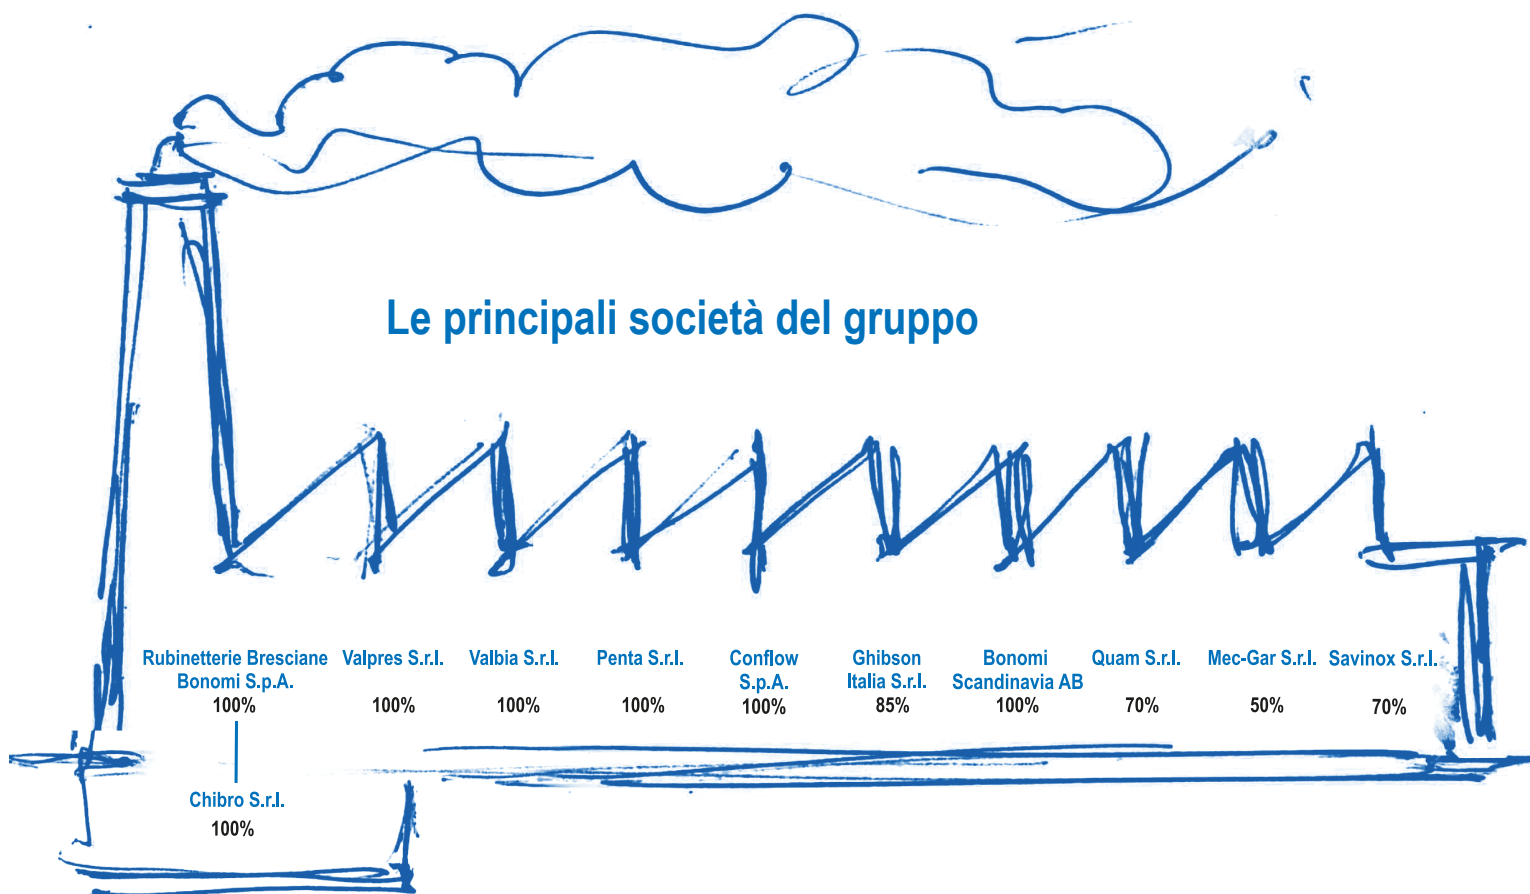 Le principali società del gruppo
Rubinetterie Bresciane
Bonomi S.p.A.
100%
Valpres S.r.l.
100%
Valbia S.r.l.
100%
Penta S.r.l.
100%
Conflow
S.p.A.
100%
Ghibson
Italia S.r.l.
85%
Bonomi
Scandinavia AB
100%
Quam S.r.l.
70%
Mec-Gar S.r.l.
50%
Savinox S.r.l.
70%
Chibro S.r.l.
100%